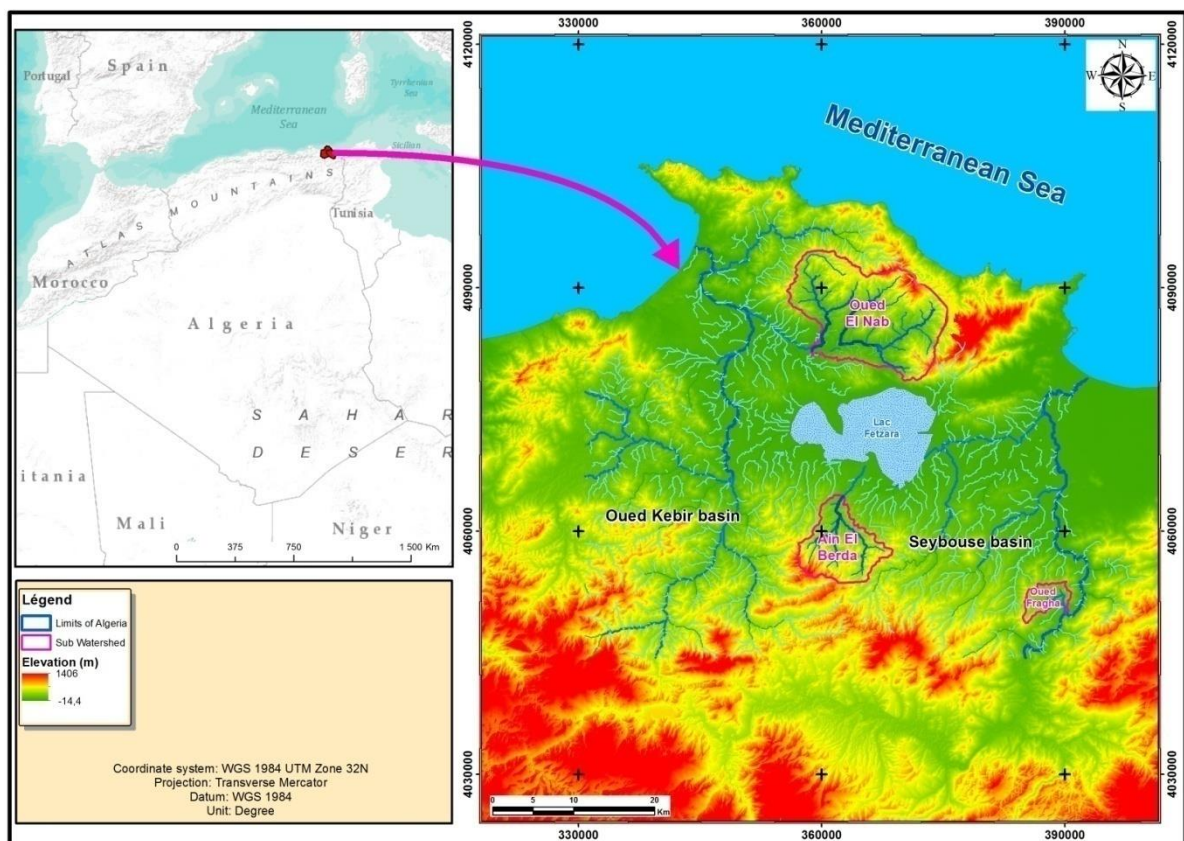 Portugal
Spain
Tyrrhenian
Sea
Mediterranean
Sea
Sicilian
ATLAS MOUNTAINS
Tunisia
Morocco
Algeria
SAHAR
DESER
itania
Mali
Niger
0 375 750 1 500 Km
Légend
Limits of Algeria
Sub Watershed
Elevation (m)
1406
-14,4
Coordinate system: WGS 1984 UTM Zone 32N
Projection: Transverse Mercator
Datum: WGS 1984
Unit: Degree
330000 360000 390000
4120000 4120000
N
W E
S
Mediterranean Sea
4090000 4090000
Oued
El Nab
Lac
Fetzara
Oued Kebir basin
Ain El
Berda
Seybouse basin
4060000 4060000
Oued
Fragha
4030000 4030000
0 5 10 20
Km
330000 360000 390000